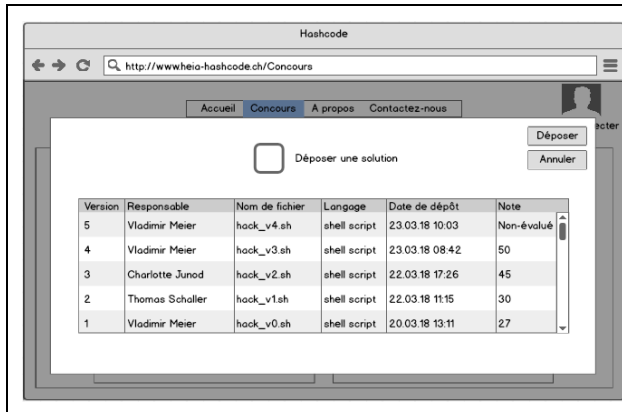 Hashcode
http://www.heia-hashcode.ch/Concours
Accueil Concours A propos Contactez-nous
ecter
Déposer
Déposer une solution
Annuler
Version Responsable Nom de fichier Langage Date de dépôt Note
5 Vladimir Meier hack_v4.sh shell script 23.03.18 10:03 Non-évalué
4 Vladimir Meier hack_v3.sh shell script 23.03.18 08:42 50
3 Charlotte Junod hack_v2.sh shell script 22.03.18 17:26 45
2 Thomas Schaller hack_v1.sh shell script 22.03.18 11:15 30
1 Vladimir Meier hack_v0.sh shell script 20.03.18 13:11 27